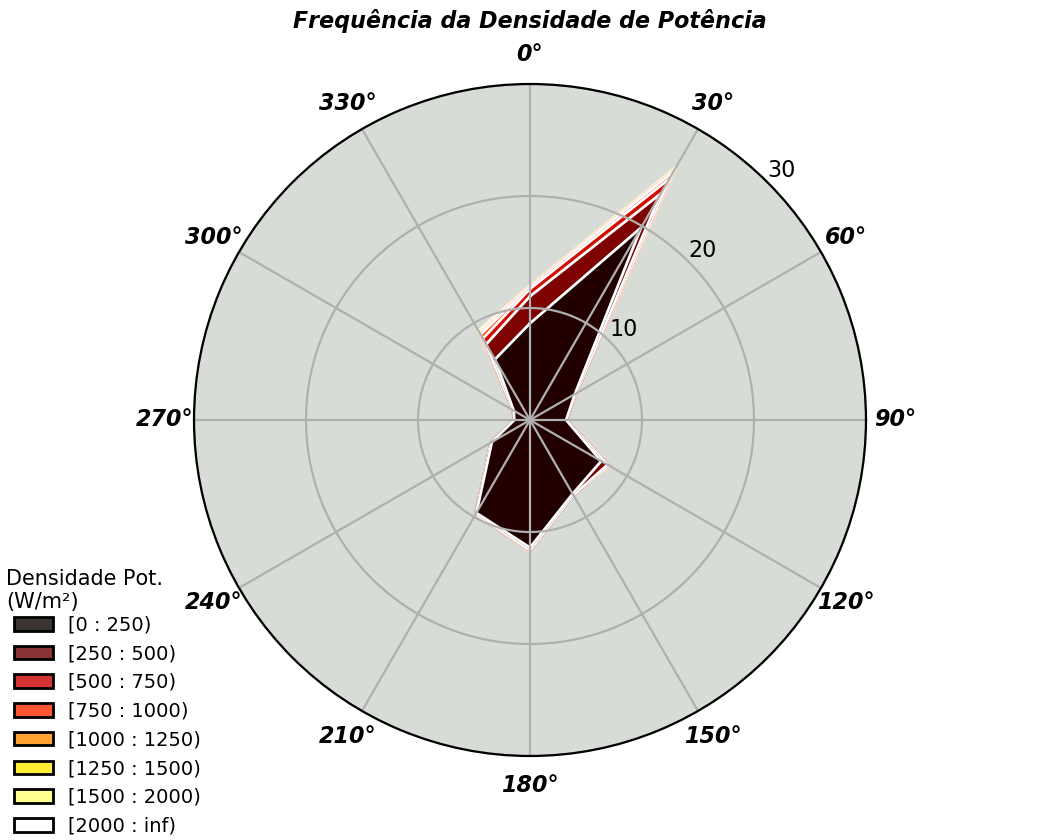 Frequência da Densidade de Potência
0°
330°
30°
30
300°
60°
20
10
270°
90°
240°
120°
210°
150°
180°
Densidade Pot.
(W/m²)
[0 : 250)
[250 : 500)
[500 : 750)
[750 : 1000)
[1000 : 1250)
[1250 : 1500)
[1500 : 2000)
[2000 : inf)